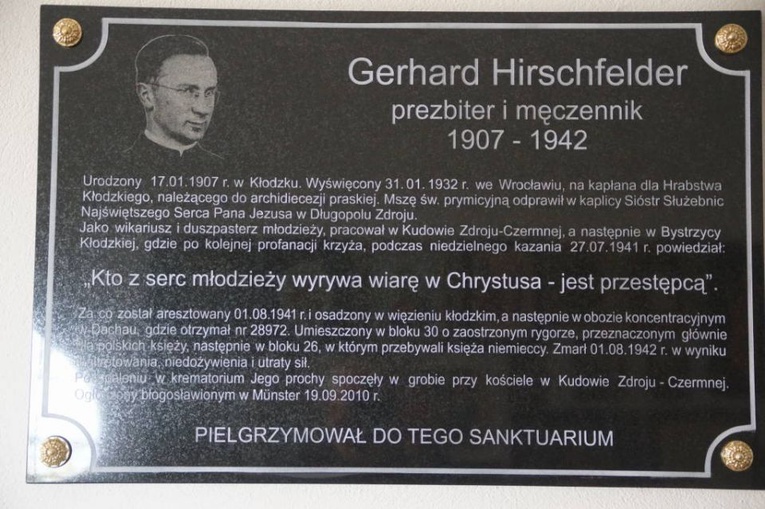 Gerhard Hirschfelder
prezbiter i męczennik
1907 - 1942
Urodzony 17.01.1907 r. w Kłodzku. Wyświęcony 31.01.1932 r. we Wrocławiu, na kapłana dla Hrabstwa
Kłodzkiego, należącego do archidiecezji praskiej. Mszę św. prymicyjną odprawił w kaplicy Sióstr Służebnic
Najświętszego Serca Pana Jezusa w Długopolu Zdroju.
Jako wikariusz i duszpasterz młodzieży, pracował w Kudowie Zdroju-Czermnej, a następnie w Bystrzycy
Kłodzkiej, gdzie po kolejnej profanacji krzyża, podczas niedzielnego kazania 27.07.1941 r. powiedział:
„Kto z serc młodzieży wyrywa wiarę w Chrystusa - jest przestępcą”.
Za co został aresztowany 01.08.1941 r. i osadzony w więzieniu kłodzkim, a następnie w obozie koncentracyjnym
w Dachau, gdzie otrzymał nr 28972. Umieszczony w bloku 30 o zaostrzonym rygorze, przeznaczonym głównie
dla polskich księży, następnie w bloku 26, w którym przebywali księża niemieccy. Zmarł 01.08.1942 r. w wyniku
niedożywienia i utraty sił.
Po spaleniu w krematorium Jego prochy spoczęły w grobie przy kościele w Kudowie Zdroju - Czermnej.
Ogłoszony błogosławionym w Münster 19.09.2010 r.
PIELGRZYMOWAŁ DO TEGO SANKTUARIUM